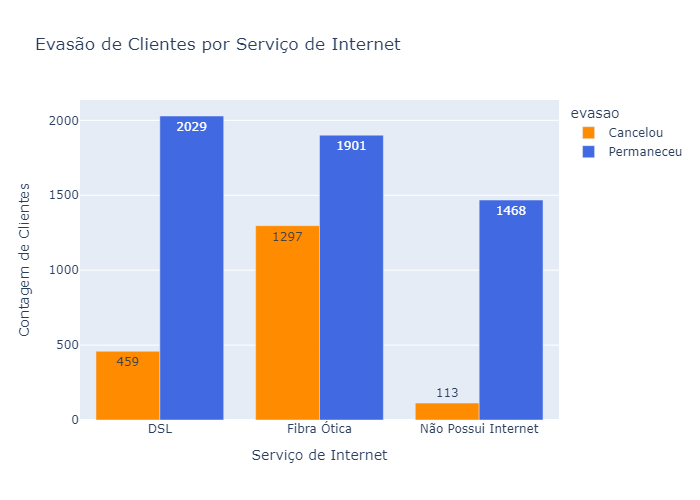 Evasão de Clientes por Serviço de Internet
evasao
Cancelou
Permaneceu
Contagem de Clientes
2000
1500
1000
500
0
459
2029
1297
1901
113
1468
DSL
Fibra Ótica
Não Possui Internet
Serviço de Internet